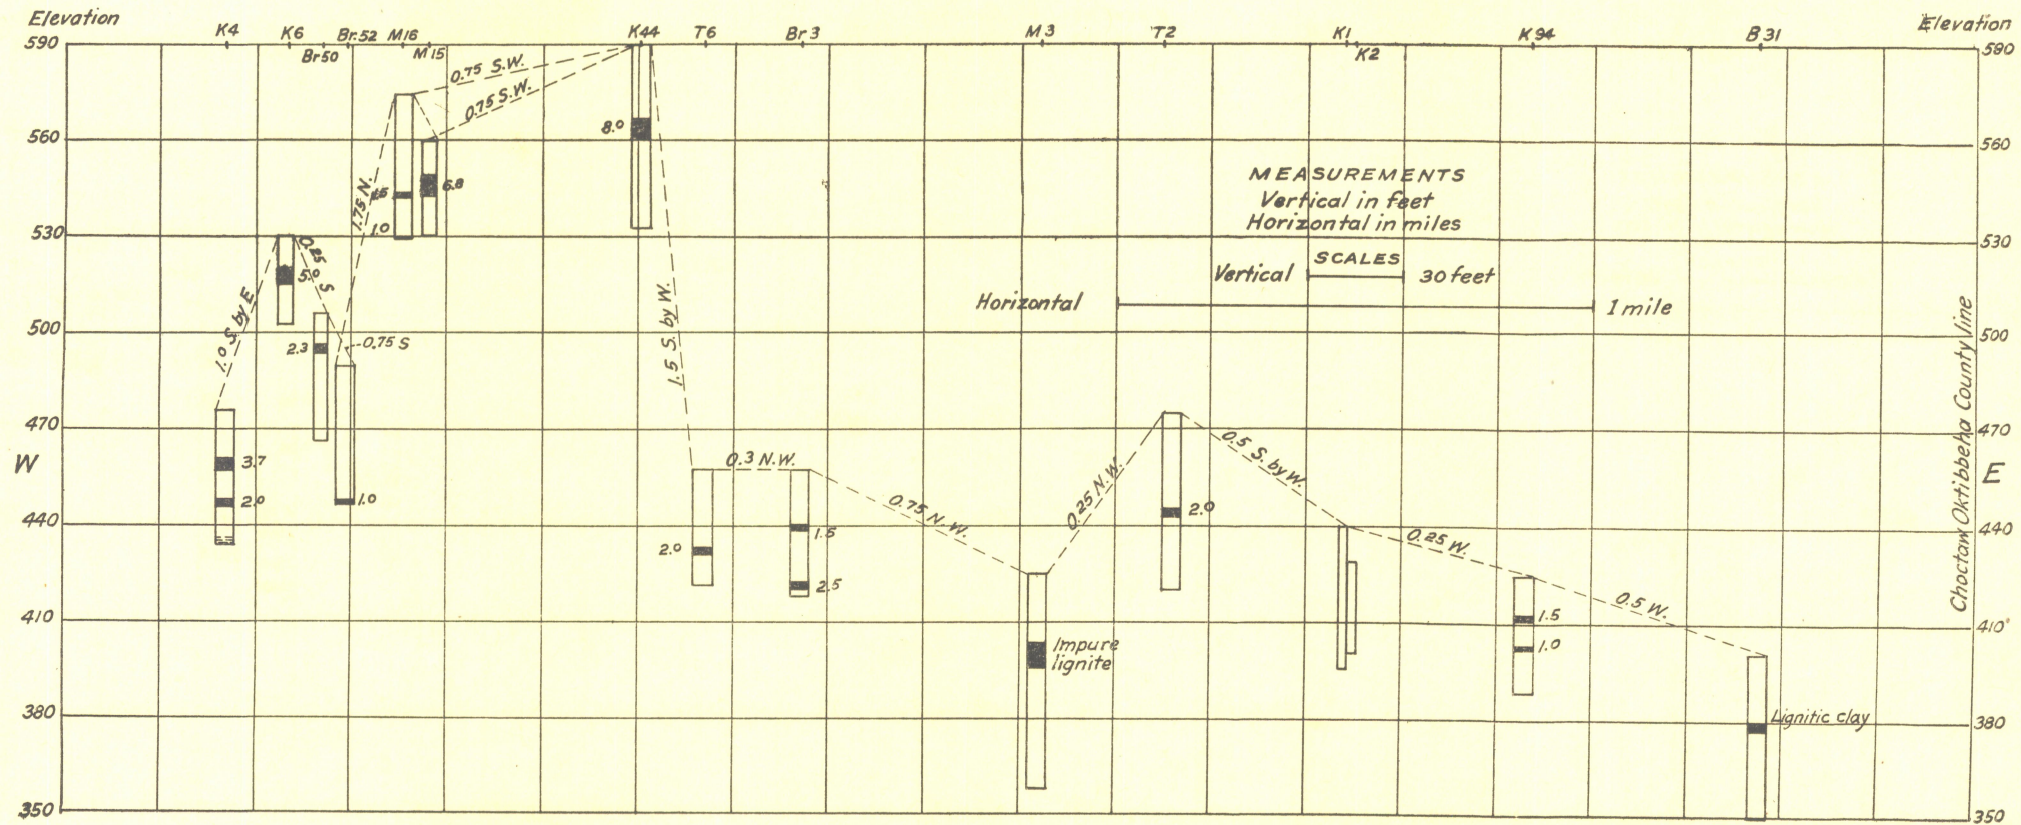 Elevation
Elevation
K4 K6 Br.52 M16 K44 T6 Br3 M3 T2 K1 K94 B31
Br50 M15 K2
590 590
0.75 S.W.
0.75 S.W.
8.0
560 560
MEASUREMENTS
Vertical in feet
Horizontal in miles
1.75 N.
1.5
6.8
1.0
530 530
0.25 S
5.0
SCALES
Vertical 30 feet
Horizontal 1 mile
1.0 S. by E
1.5 S. by W.
500 500
2.3
0.75 S
Choctaw Oktibbeha County line
470 470
W
E
3.7
2.0
1.0
0.3 N.W.
0.75 N.W.
0.25 N.W.
0.5 S. by W.
2.0
440 440
1.5
0.25 W.
2.0
2.5
0.5 W.
410 410
1.5
1.0
Impure
lignite
380 380
Lignitic clay
350 350